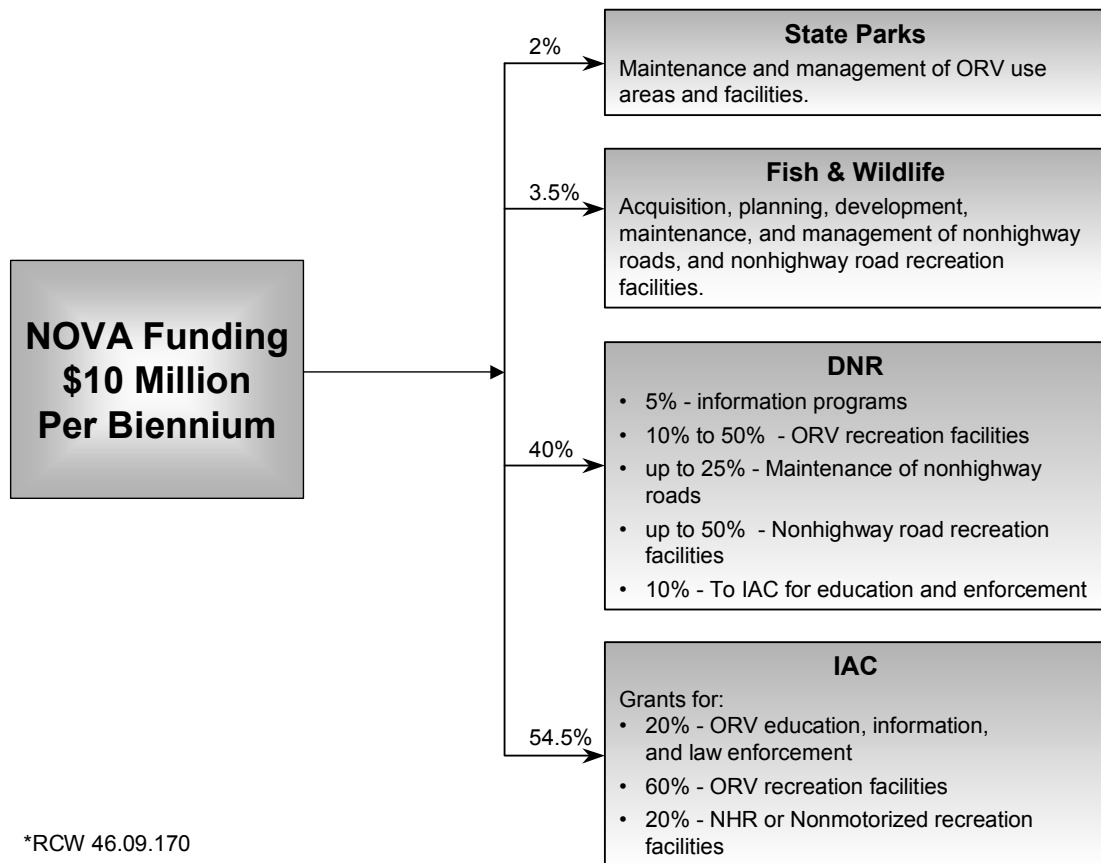 NOVA Funding
$10 Million
Per Biennium
2%
State Parks
Maintenance and management of ORV use
areas and facilities.
3.5%
Fish & Wildlife
Acquisition, planning, development,
maintenance, and management of nonhighway
roads, and nonhighway road recreation
facilities.
40%
DNR
• 5% - information programs
• 10% to 50%  - ORV recreation facilities
• up to 25% - Maintenance of nonhighway
roads
• up to 50%  - Nonhighway road recreation
facilities
• 10% - To IAC for education and enforcement
54.5%
IAC
Grants for:
• 20% - ORV education, information,
and law enforcement
• 60% - ORV recreation facilities
• 20% - NHR or Nonmotorized recreation
facilities
*RCW 46.09.170